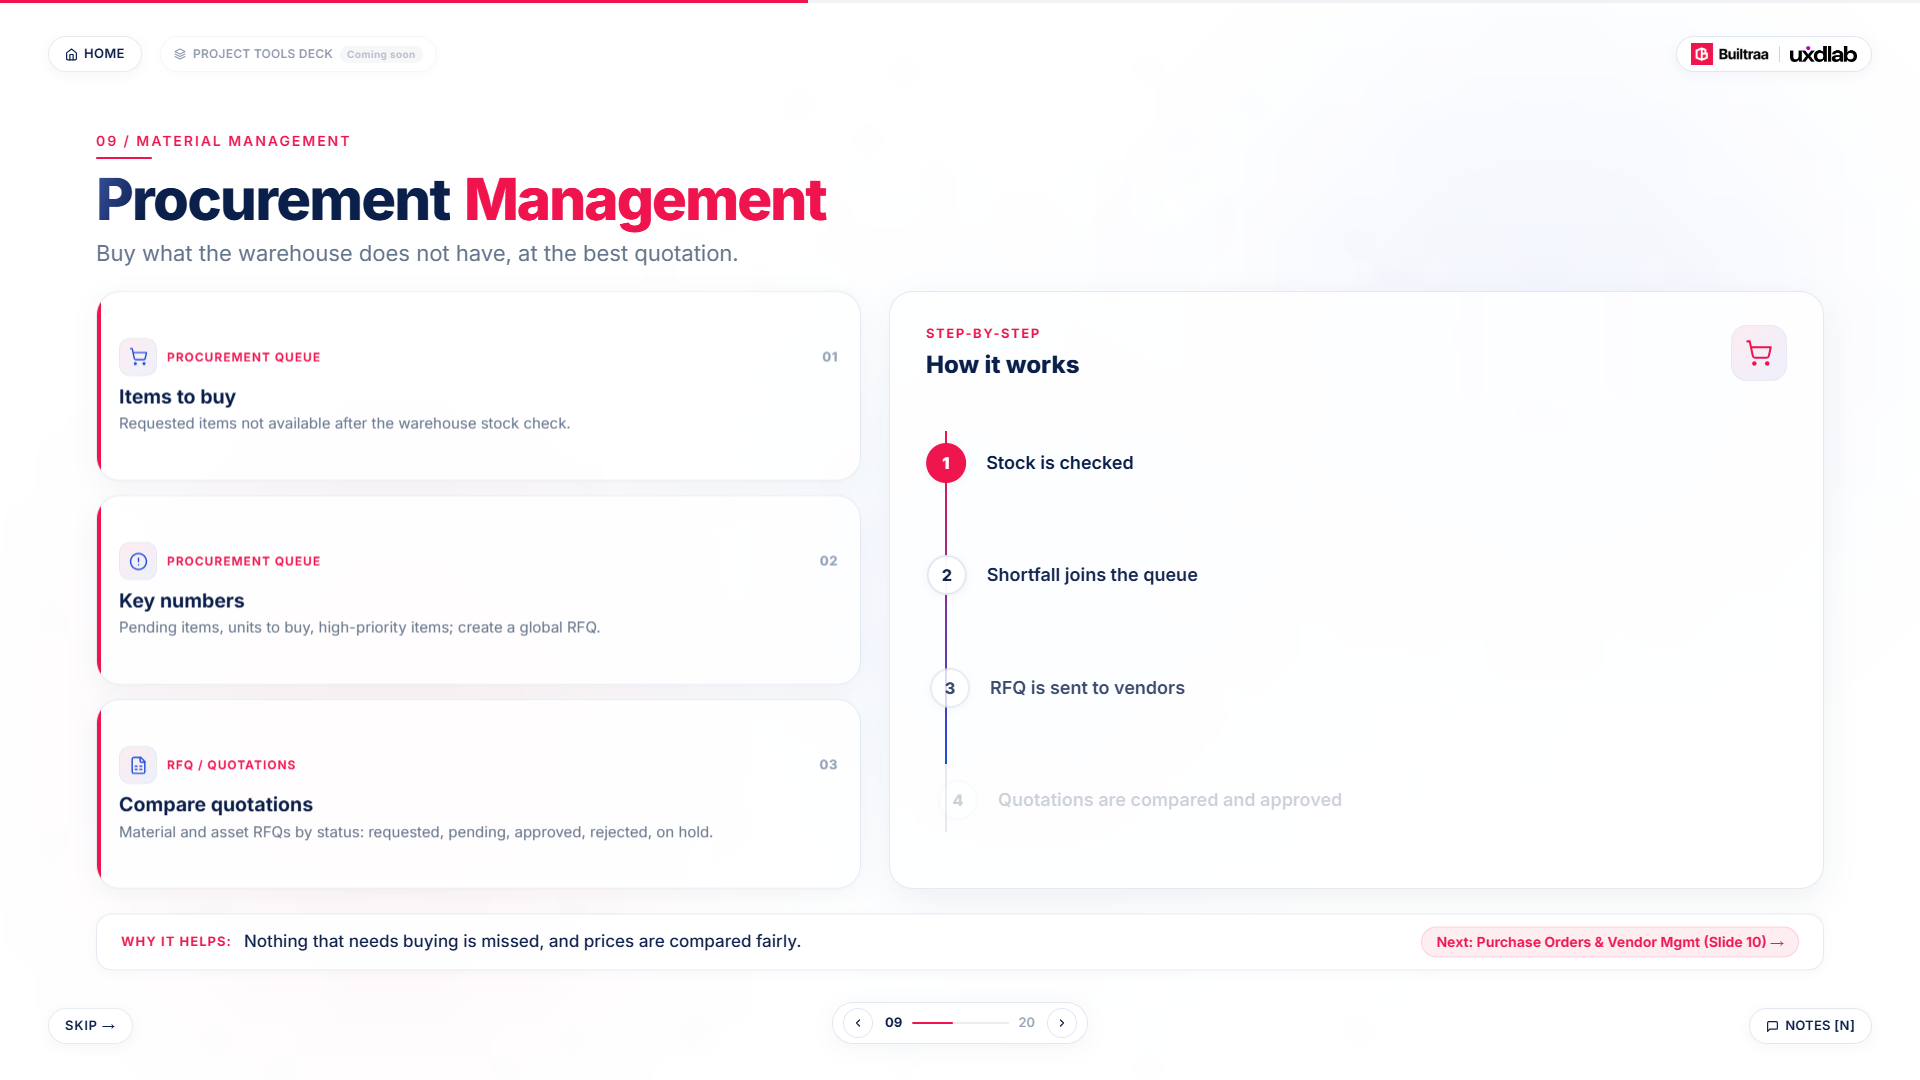 HOME
PROJECT TOOLS DECK Coming soon
Builtraa | uxdlab
09 / MATERIAL MANAGEMENT
Procurement Management
Buy what the warehouse does not have, at the best quotation.
PROCUREMENT QUEUE 01
Items to buy
Requested items not available after the warehouse stock check.
PROCUREMENT QUEUE 02
Key numbers
Pending items, units to buy, high-priority items; create a global RFQ.
RFQ / QUOTATIONS 03
Compare quotations
Material and asset RFQs by status: requested, pending, approved, rejected, on hold.
STEP-BY-STEP
How it works
1 Stock is checked
2 Shortfall joins the queue
3 RFQ is sent to vendors
4 Quotations are compared and approved
WHY IT HELPS: Nothing that needs buying is missed, and prices are compared fairly.
Next: Purchase Orders & Vendor Mgmt (Slide 10) →
SKIP →
09 20
NOTES [N]